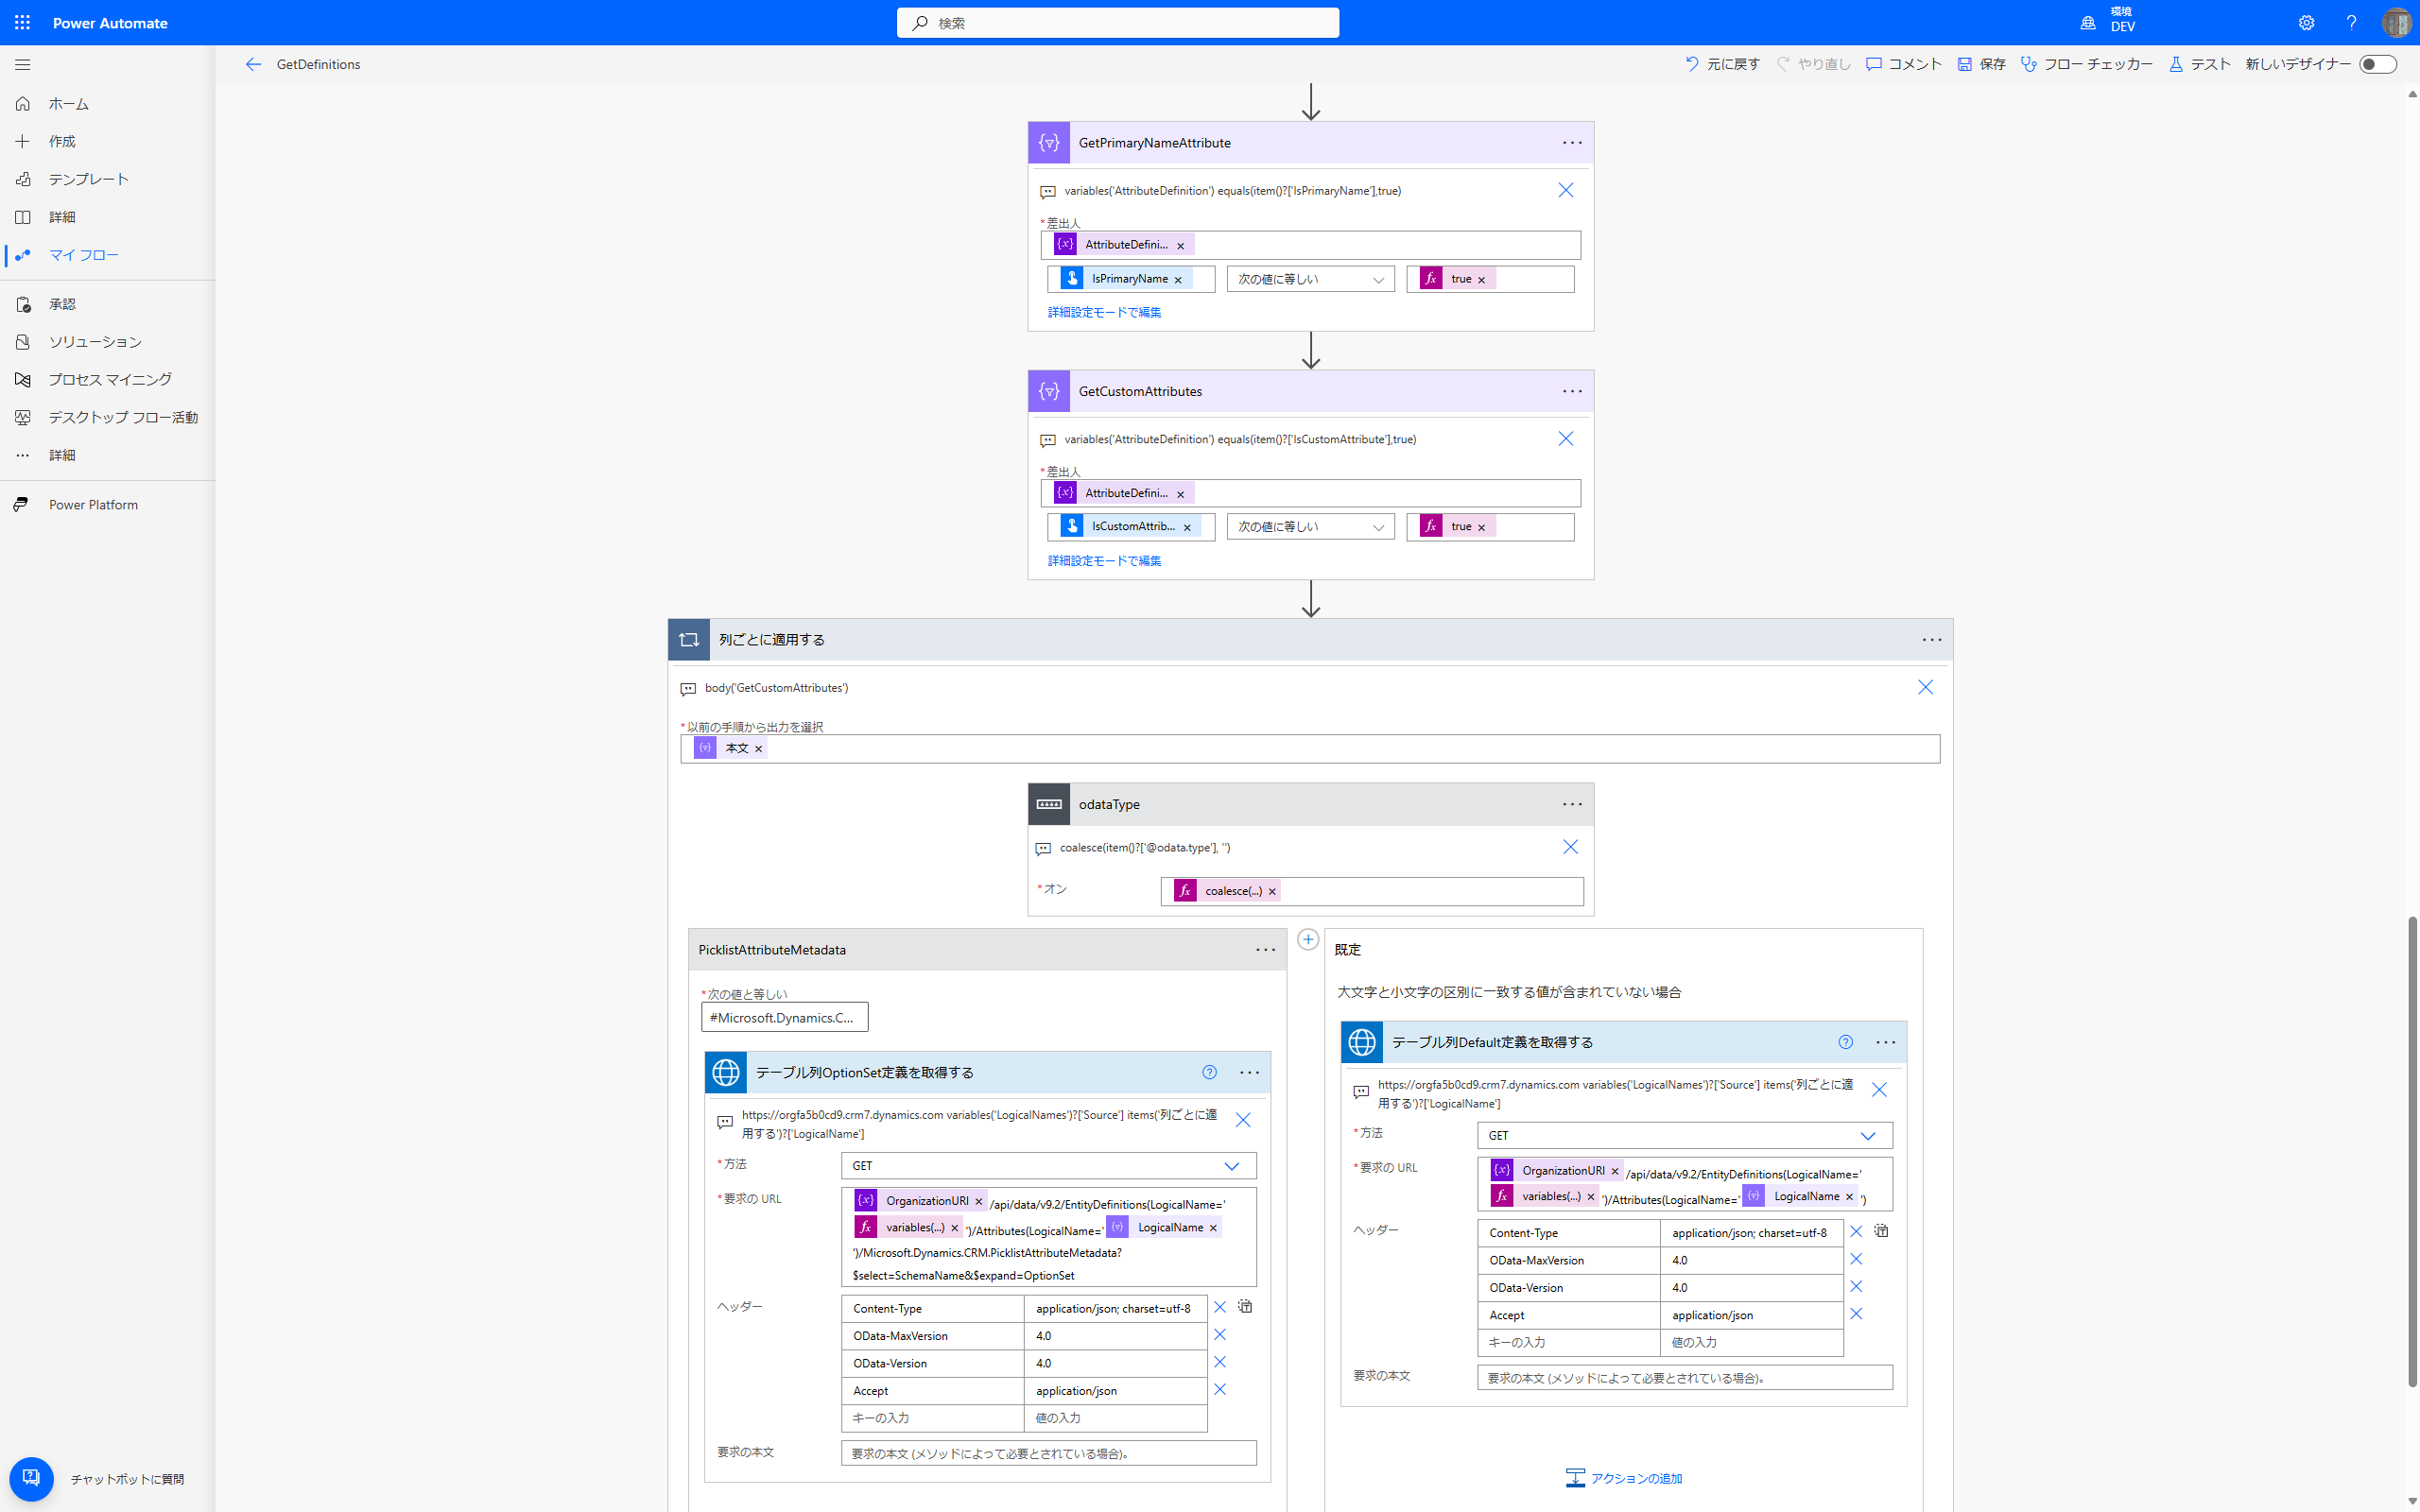 Power Automate
検索
環境
DEV
GetDefinitions
元に戻す
やり直し
コメント
保存
フロー チェッカー
テスト
新しいデザイナー
ホーム
作成
テンプレート
詳細
マイ フロー
承認
ソリューション
プロセス マイニング
デスクトップ フロー活動
詳細
Power Platform
チャットボットに質問
GetPrimaryNameAttribute
variables('AttributeDefinition') equals(item()?['IsPrimaryName'],true)
*差出人
AttributeDefini...
IsPrimaryName
次の値に等しい
true
詳細設定モードで編集
GetCustomAttributes
variables('AttributeDefinition') equals(item()?['IsCustomAttribute'],true)
*差出人
AttributeDefini...
IsCustomAttrib...
次の値に等しい
true
詳細設定モードで編集
列ごとに適用する
body('GetCustomAttributes')
*以前の手順から出力を選択
本文
odataType
coalesce(item()?['@odata.type'], '')
*オン
coalesce(...)
PicklistAttributeMetadata
*次の値と等しい
#Microsoft.Dynamics.C...
テーブル列OptionSet定義を取得する
https://orgfa5b0cd9.crm7.dynamics.com variables('LogicalNames')?['Source'] items('列ごとに適
用する')?['LogicalName']
*方法
GET
*要求の URL
OrganizationURI /api/data/v9.2/EntityDefinitions(LogicalName='
variables(...) ')/Attributes(LogicalName=' LogicalName
')/Microsoft.Dynamics.CRM.PicklistAttributeMetadata?
$select=SchemaName&$expand=OptionSet
ヘッダー
Content-Type
application/json; charset=utf-8
OData-MaxVersion
4.0
OData-Version
4.0
Accept
application/json
キーの入力
値の入力
要求の本文
要求の本文 (メソッドによって必要とされている場合)。
既定
大文字と小文字の区別に一致する値が含まれていない場合
テーブル列Default定義を取得する
https://orgfa5b0cd9.crm7.dynamics.com variables('LogicalNames')?['Source'] items('列ごとに適
用する')?['LogicalName']
*方法
GET
*要求の URL
OrganizationURI /api/data/v9.2/EntityDefinitions(LogicalName='
variables(...) ')/Attributes(LogicalName=' LogicalName ')
ヘッダー
Content-Type
application/json; charset=utf-8
OData-MaxVersion
4.0
OData-Version
4.0
Accept
application/json
キーの入力
値の入力
要求の本文
要求の本文 (メソッドによって必要とされている場合)。
アクションの追加